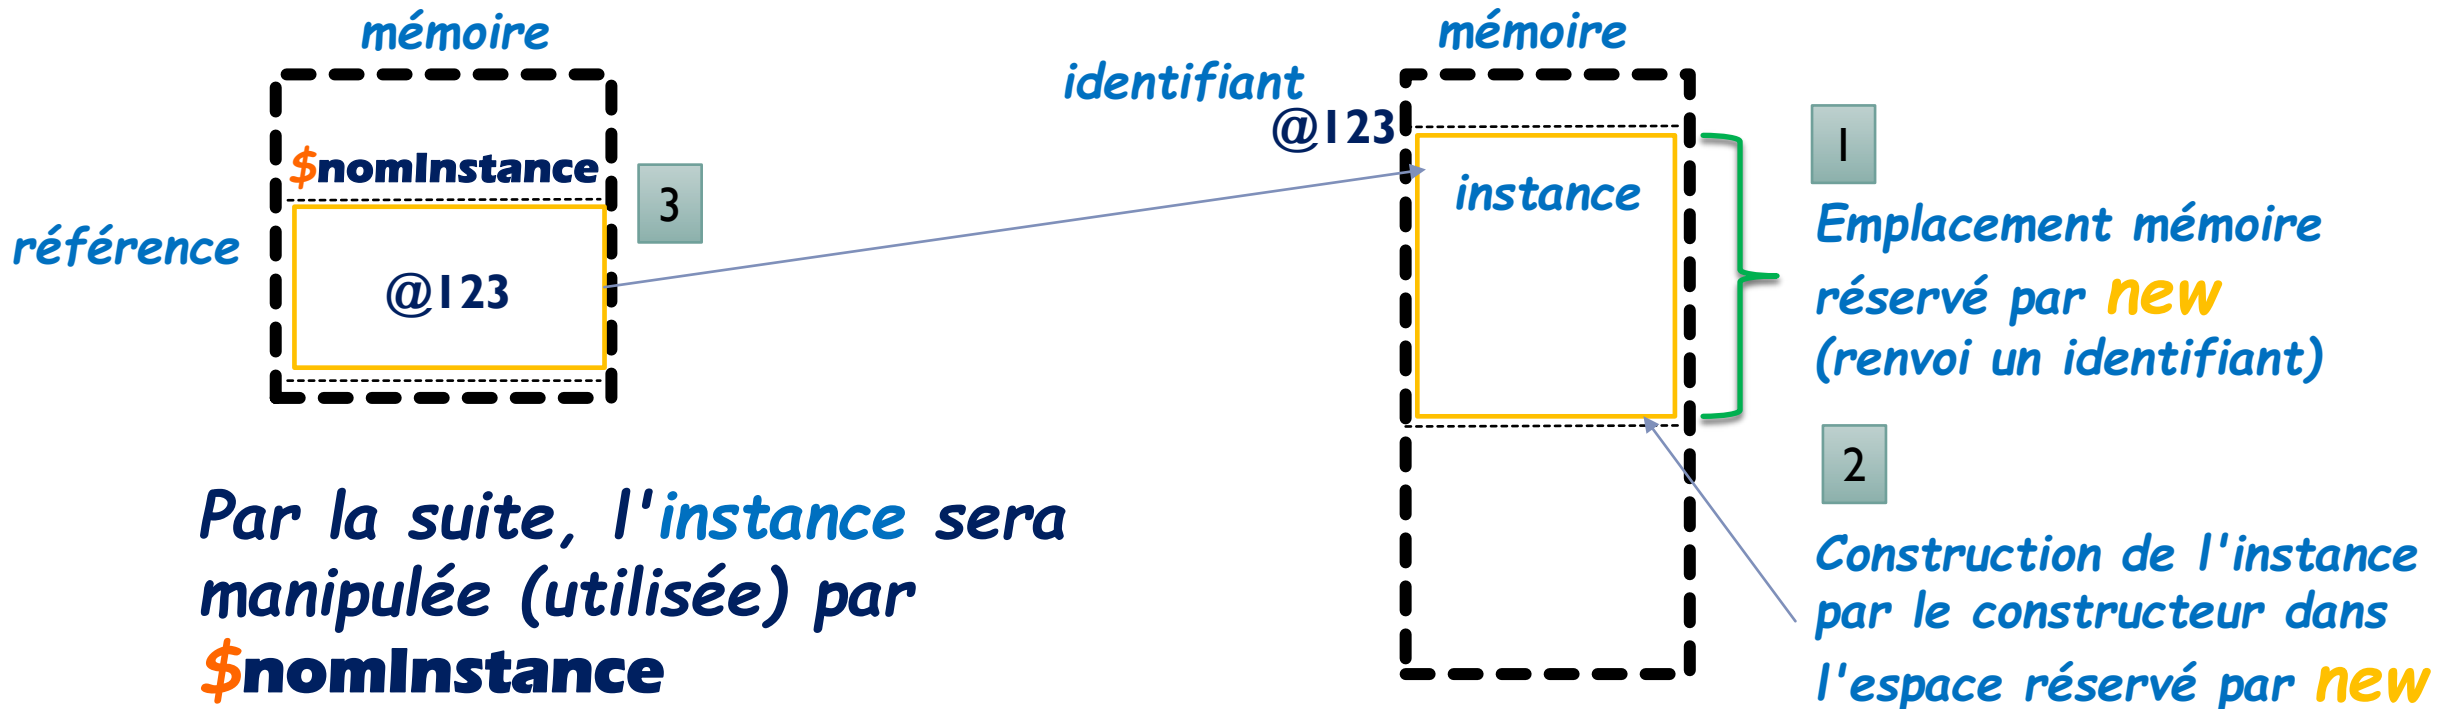 mémoire
$nomInstance
référence
@123
3
mémoire
identifiant
@123
instance
1
Emplacement mémoire
réservé par new
(renvoi un identifiant)
2
Construction de l'instance
par le constructeur dans
l'espace réservé par new
Par la suite, l'instance sera
manipulée (utilisée) par
$nomInstance